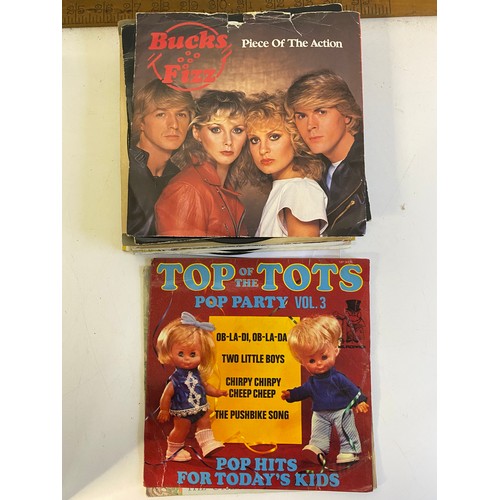 Bucks
Fizz
Piece Of The Action
TOP OF THE TOTS
POP PARTY VOL.3
OB-LA-DI, OB-LA-DA
TWO LITTLE BOYS
CHIRPY CHIRPY
CHEEP CHEEP
THE PUSHBIKE SONG
POP HITS
FOR TODAY'S KIDS